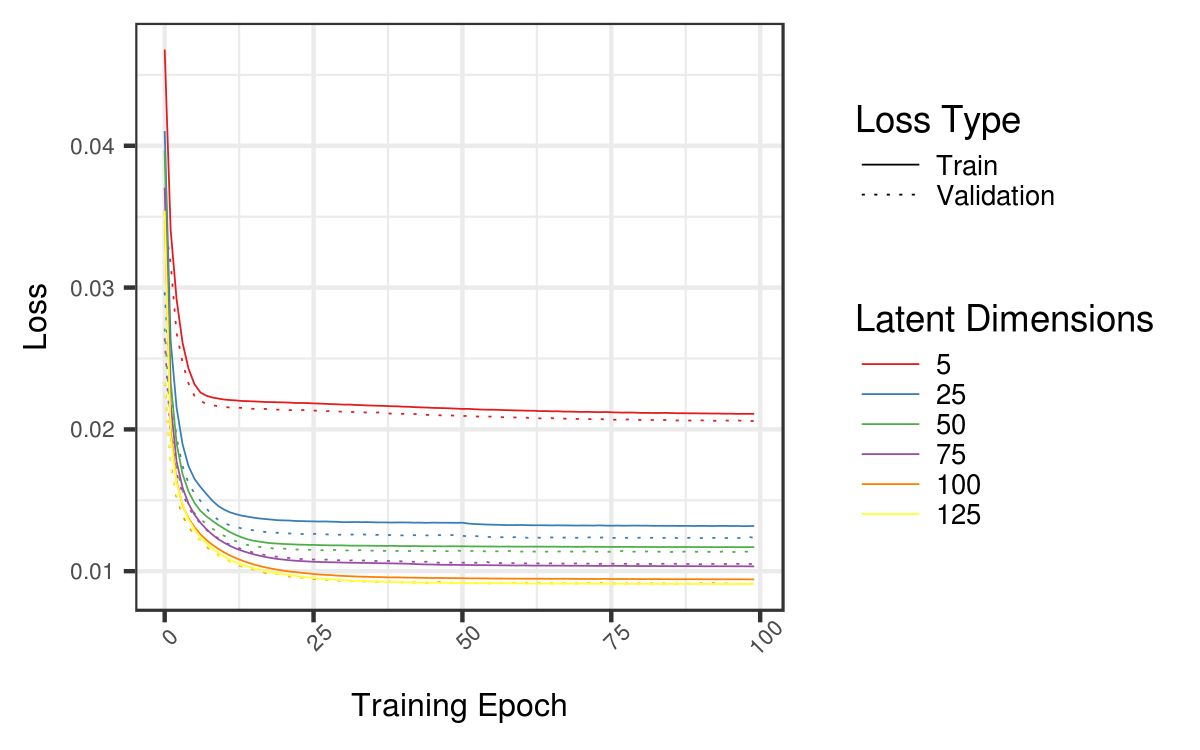 0.04
0.03
0.02
0.01
Loss
0
25
50
75
100
Training Epoch
Loss Type
Train
Validation
Latent Dimensions
5
25
50
75
100
125